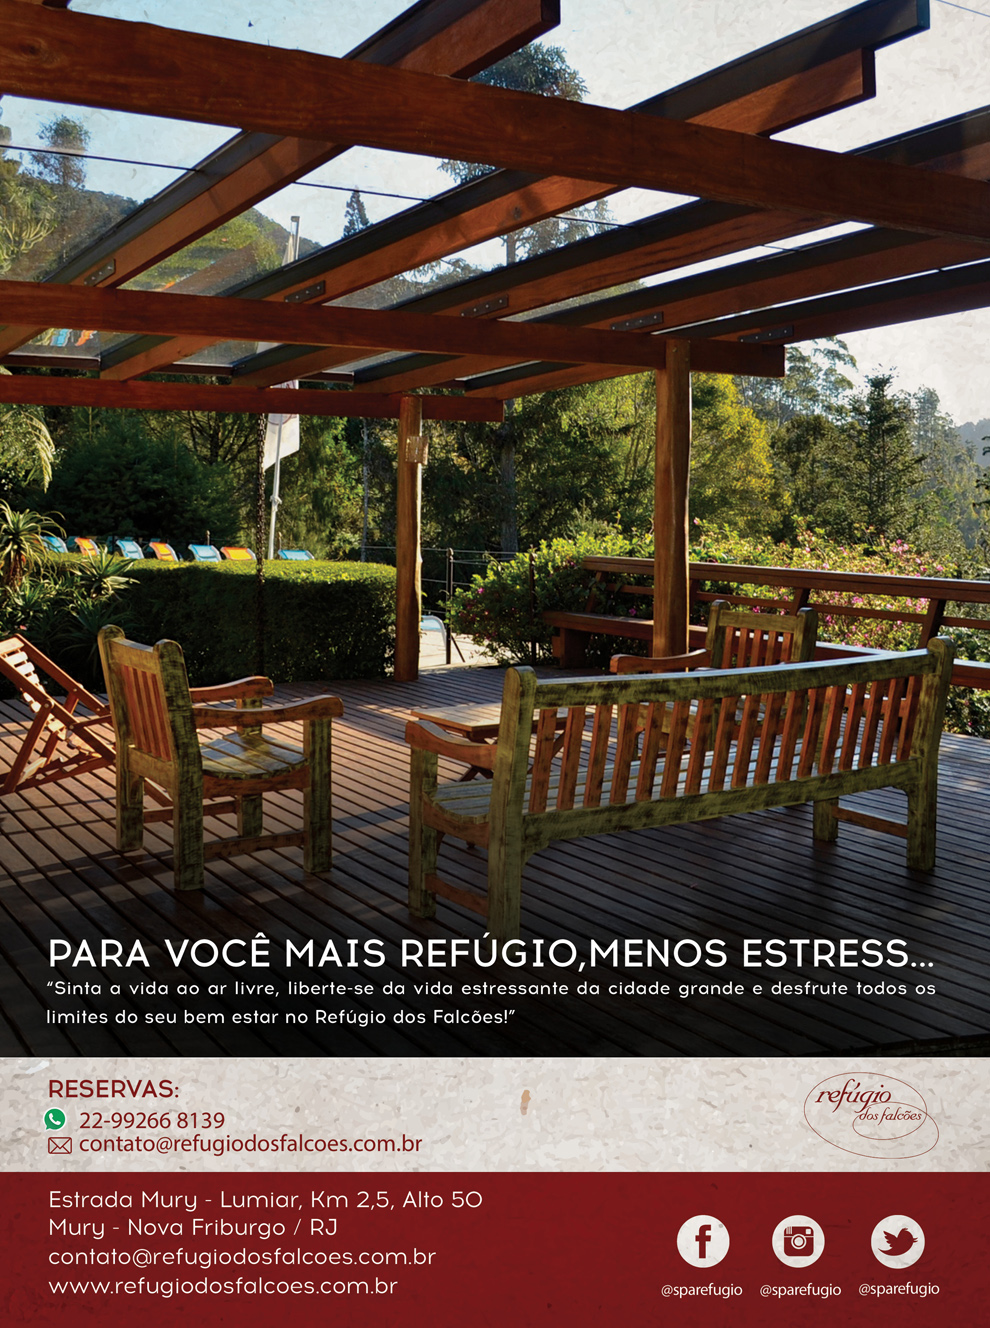 PARA VOCÊ MAIS REFÚGIO,MENOS ESTRESS...
“Sinta a vida ao ar livre, liberte-se da vida estressante da cidade grande e desfrute todos os
limites do seu bem estar no Refúgio dos Falcões!”
RESERVAS:
22-99266 8139
contato@refugiodosfalcoes.com.br
refúgio
dos falcões
Estrada Mury - Lumiar, Km 2,5, Alto 50
Mury - Nova Friburgo / RJ
contato@refugiodosfalcoes.com.br
www.refugiodosfalcoes.com.br
@sparefugio @sparefugio @sparefugio